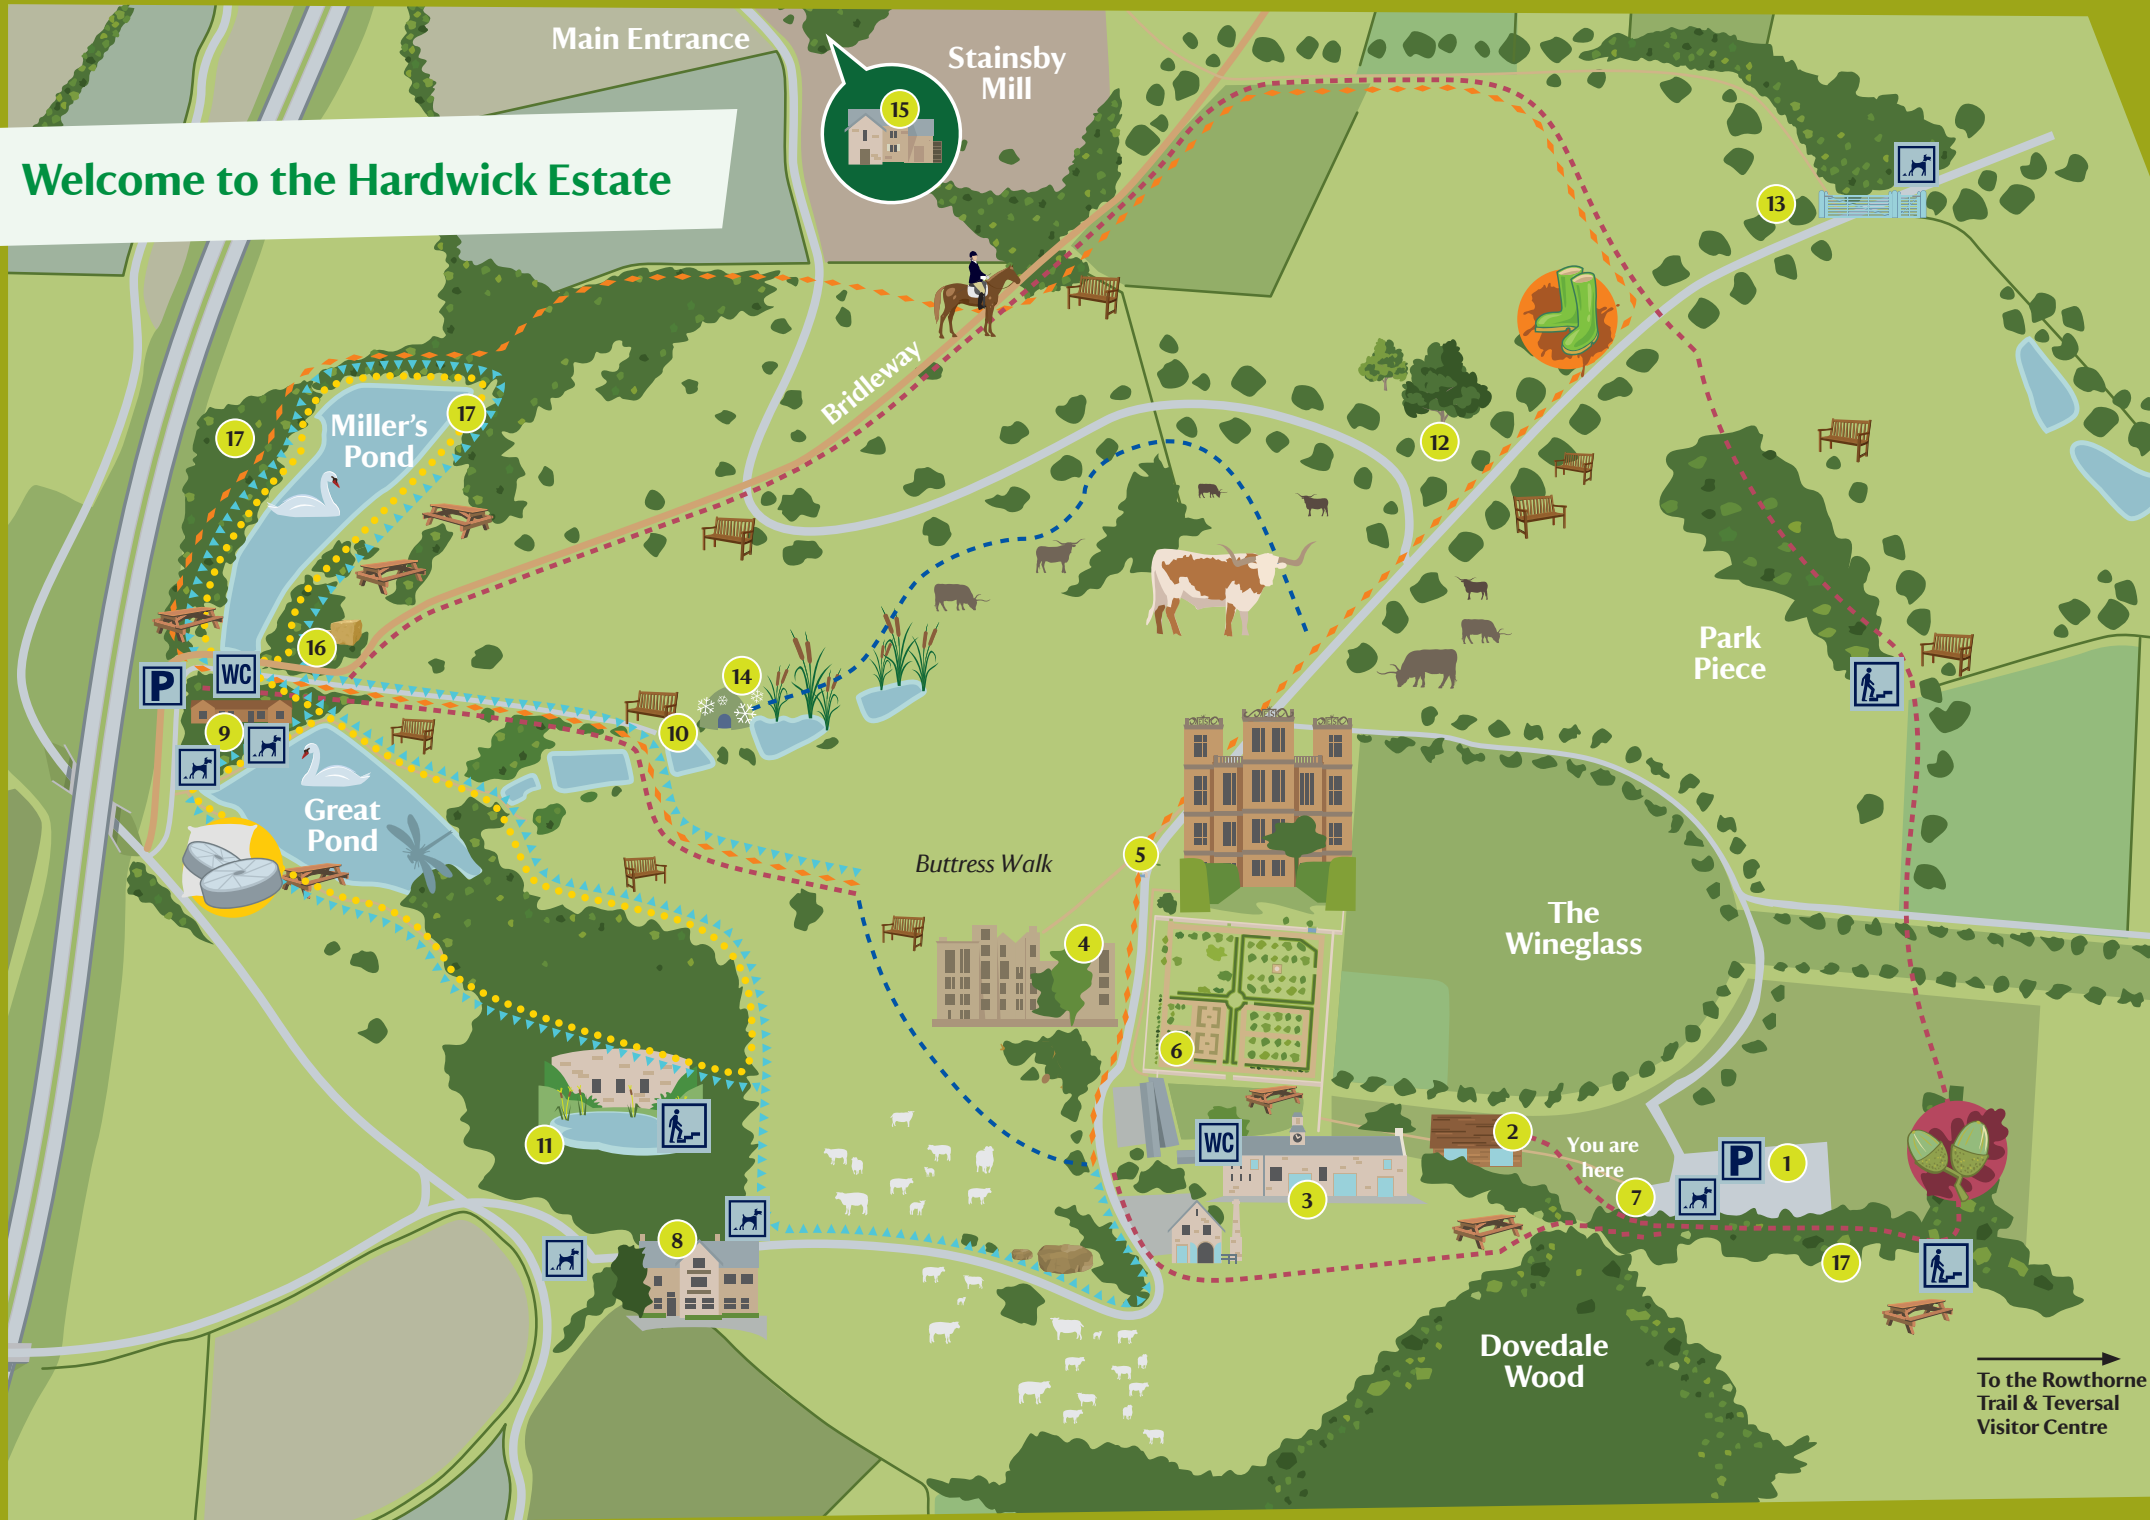 Main Entrance
Stainsby
Mill
15
Welcome to the Hardwick Estate
13
Bridleway
17
Miller's
Pond
17
12
16
WC
P
14
9
10
Park
Piece
Great
Pond
Buttress Walk
5
4
The
Wineglass
6
11
WC
2
You are
here
P
1
3
7
8
17
Dovedale
Wood
To the Rowthorne
Trail & Teversal
Visitor Centre